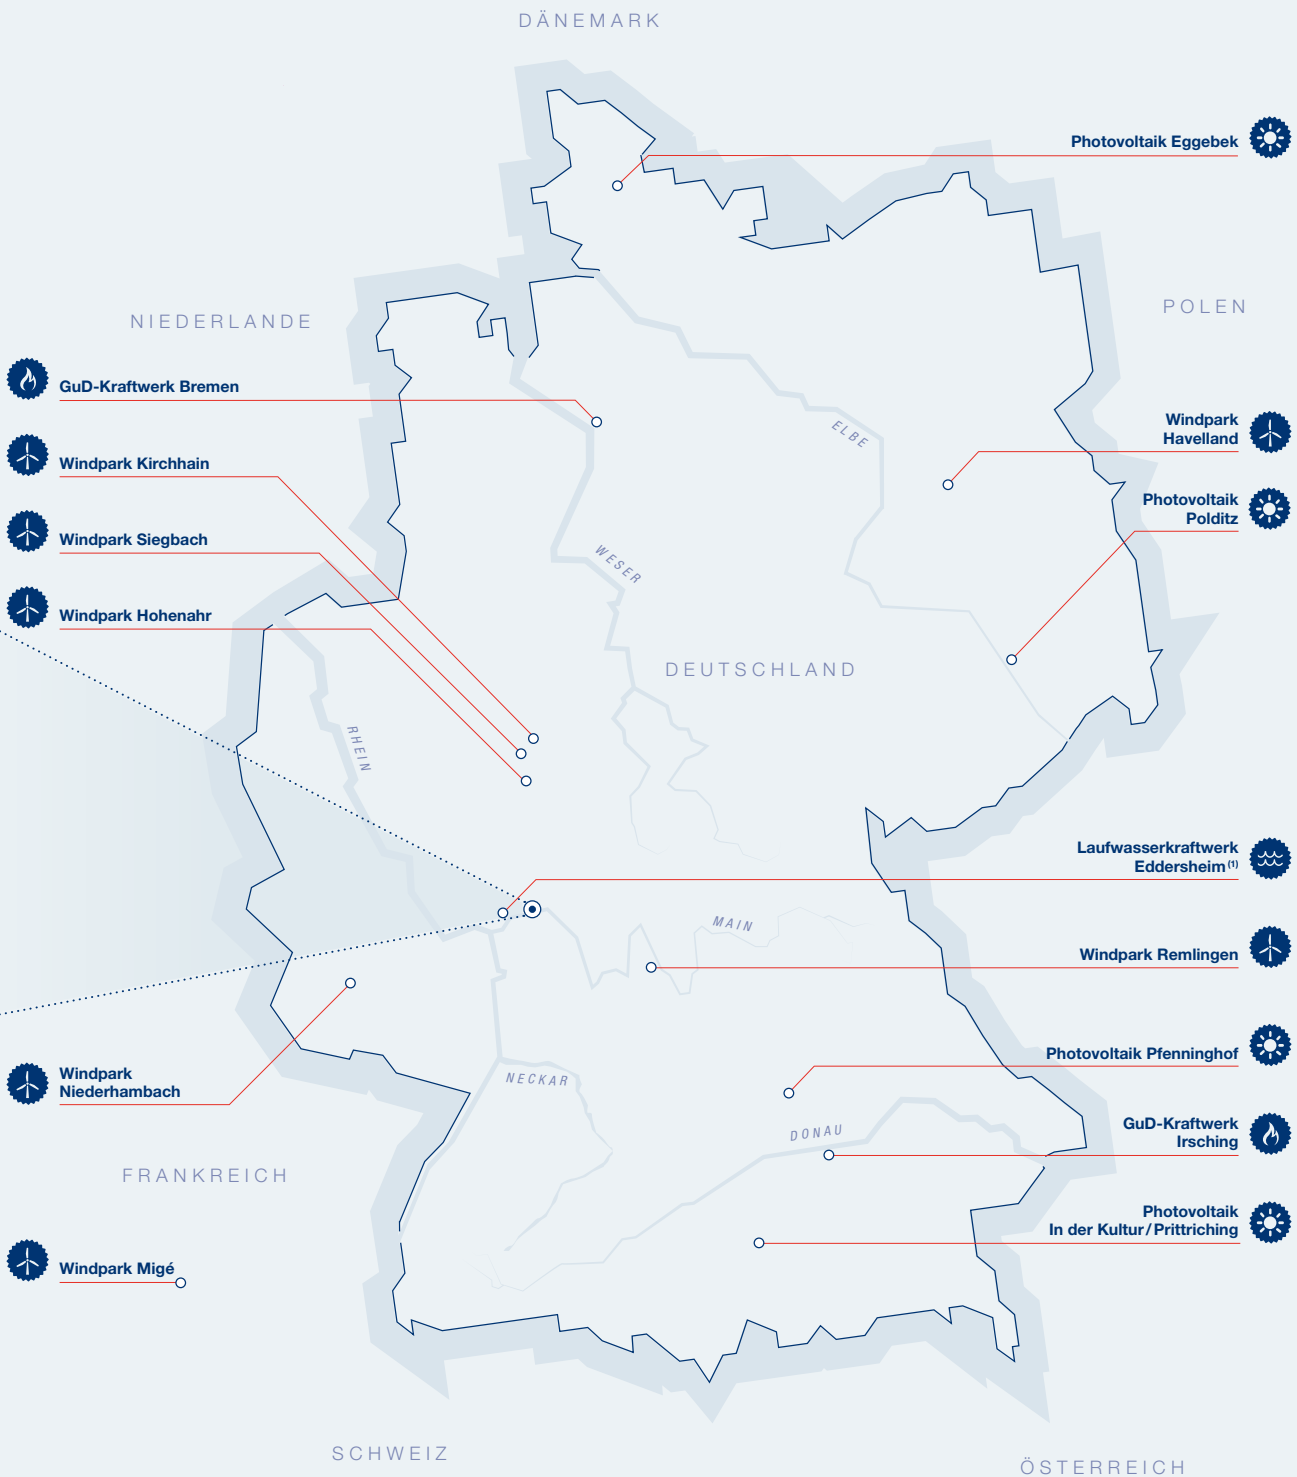 DÄNEMARK
Photovoltaik Eggebek
NIEDERLANDE
POLEN
GuD-Kraftwerk Bremen
Windpark Kirchhain
Windpark Siegbach
Windpark Hohenahr
ELBE
Windpark
Havelland
Photovoltaik
Polditz
WESER
DEUTSCHLAND
RHEIN
Laufwasserkraftwerk
Eddersheim (1)
MAIN
Windpark Remlingen
Photovoltaik Pfenninghof
Windpark
Niederhambach
NECKAR
DONAU
GuD-Kraftwerk
Irsching
FRANKREICH
Photovoltaik
In der Kultur/Prittriching
Windpark Migé
SCHWEIZ
ÖSTERREICH